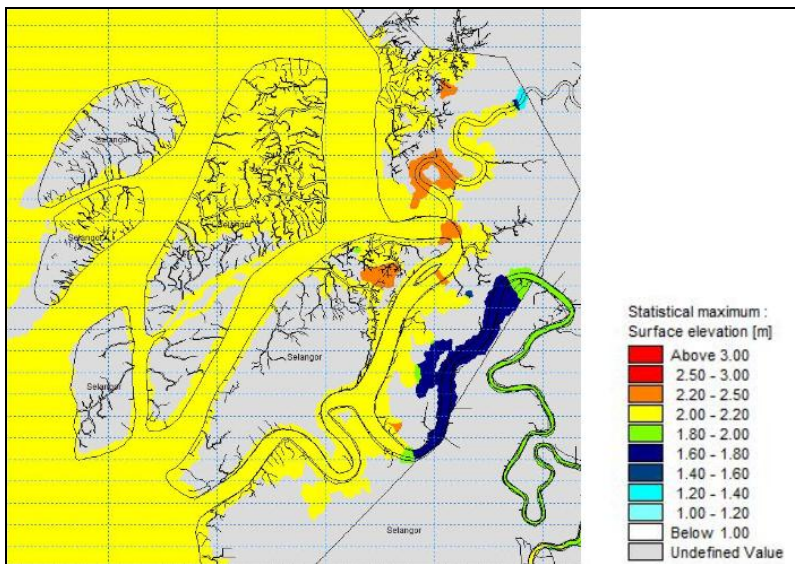 Selangor
Selangor
Selangor
Selangor
Selangor
Selangor
Statistical maximum :
Surface elevation [m]
Above 3.00
2.50 - 3.00
2.20 - 2.50
2.00 - 2.20
1.80 - 2.00
1.60 - 1.80
1.40 - 1.60
1.20 - 1.40
1.00 - 1.20
Below 1.00
Undefined Value